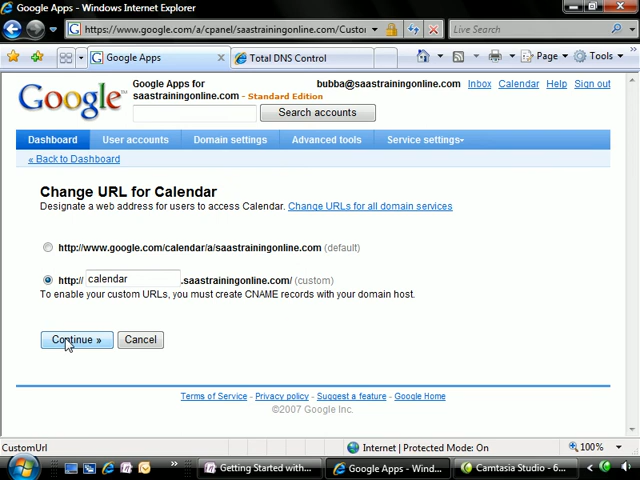 Google Apps - Windows Internet Explorer
https://www.google.com/a/cpanel/saastrainingonline.com/Custor
Live Search
Google Apps
Total DNS Control
Page
Tools
Google
Google Apps for
saastrainingonline.com - Standard Edition
bubba@saastrainingonline.com Inbox Calendar Help Sign out
Search accounts
Dashboard User accounts Domain settings Advanced tools Service settings
« Back to Dashboard
Change URL for Calendar
Designate a web address for users to access Calendar. Change URLs for all domain services
http://www.google.com/calendar/a/saastrainingonline.com (default)
http:// calendar .saastrainingonline.com/ (custom)
To enable your custom URLs, you must create CNAME records with your domain host.
Continue » Cancel
Terms of Service - Privacy policy - Suggest a feature - Google Home
©2007 Google Inc.
CustomUrl
Internet | Protected Mode: On
100%
Getting Started with...
Google Apps - Wind...
Camtasia Studio - 6...